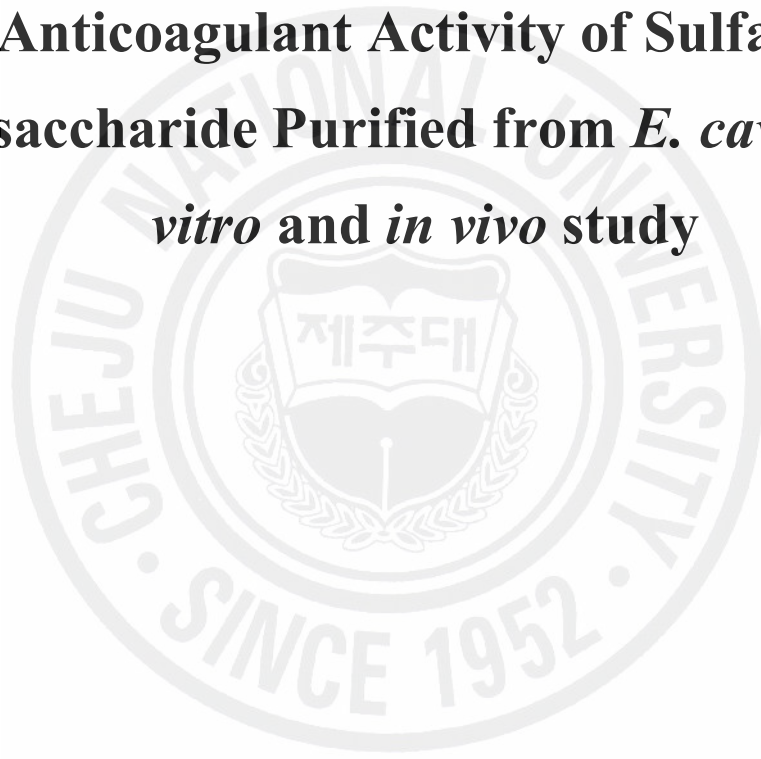 Anticoagulant Activity of Sulfa
saccharide Purified from E. cav
vitro and in vivo study
CHEJU NATIONAL UNIVERSITY
제주대
· SINCE 1952 ·